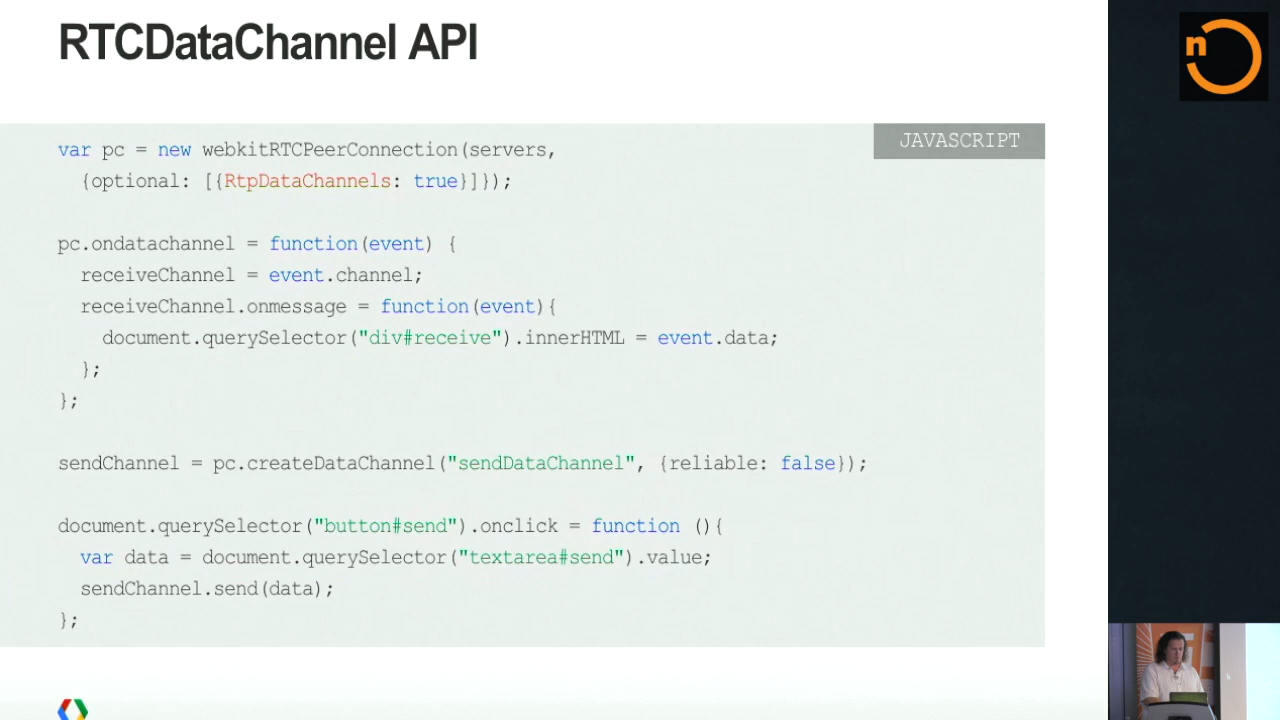 RTCDataChannel API
JAVASCRIPT
var pc = new webkitRTCPeerConnection(servers,
{optional: [{RtpDataChannels: true}]});
pc.ondatachannel = function(event) {
receiveChannel = event.channel;
receiveChannel.onmessage = function(event){
document.querySelector("div#receive").innerHTML = event.data;
};
};
sendChannel = pc.createDataChannel("sendDataChannel", {reliable: false});
document.querySelector("button#send").onclick = function (){
var data = document.querySelector("textarea#send").value;
sendChannel.send(data);
};
n